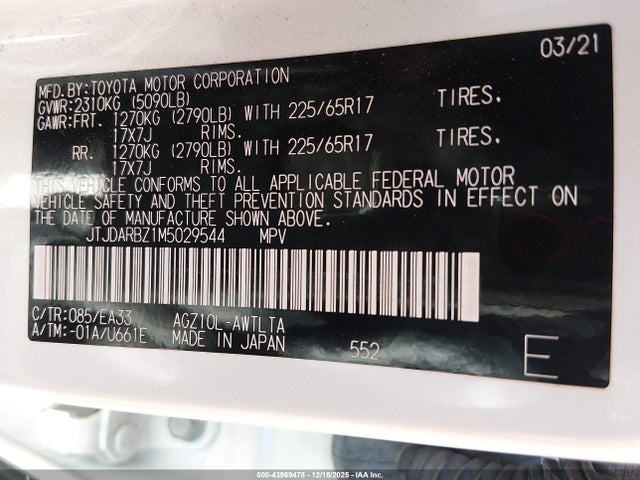 03/21
MFD.BY:TOYOTA MOTOR CORPORATION
GVWR:2310KG (5090LB)
GAWR:FRT. 1270KG (2790LB) WITH 225/65R17 TIRES.
17X7J RIMS.
RR. 1270KG (2790LB) WITH 225/65R17 TIRES.
17X7J RIMS.
THIS VEHICLE CONFORMS TO ALL APPLICABLE FEDERAL MOTOR
VEHICLE SAFETY AND THEFT PREVENTION STANDARDS IN EFFECT ON
THE DATE OF MANUFACTURE SHOWN ABOVE.
JTJDARBZ1M5029544 MPV
C/TR:085/EA33 AGZ10L-AWTLTA
A/TM:-01A/U661E MADE IN JAPAN 552 E
000-43969478 - 12/18/2025 - IAA Inc.